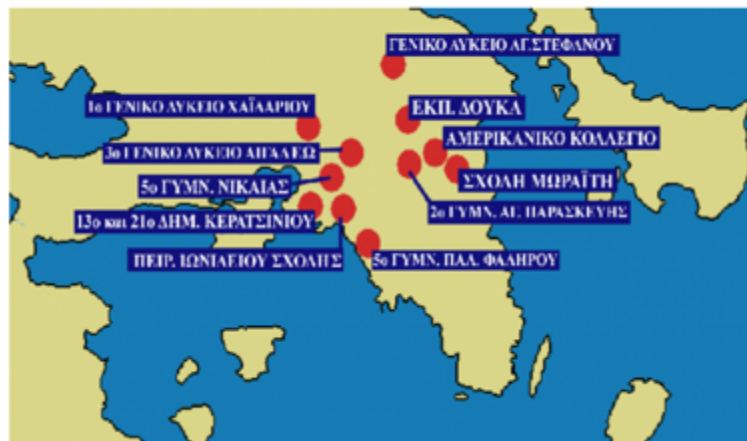 ΓΕΝΙΚΟ ΛΥΚΕΙΟ ΑΓ.ΣΤΕΦΑΝΟΥ
1ο ΓΕΝΙΚΟ ΛΥΚΕΙΟ ΧΑΪΔΑΡΙΟΥ
ΕΚΠ. ΔΟΥΚΑ
ΑΜΕΡΙΚΑΝΙΚΟ ΚΟΛΛΕΓΙΟ
3ο ΓΕΝΙΚΟ ΛΥΚΕΙΟ ΑΙΓΑΛΕΩ
ΣΧΟΛΗ ΜΩΡΑΪΤΗ
5ο ΓΥΜΝ. ΝΙΚΑΙΑΣ
2ο ΓΥΜΝ. ΑΓ. ΠΑΡΑΣΚΕΥΗΣ
13ο και 21ο ΔΗΜ. ΚΕΡΑΤΣΙΝΙΟΥ
ΠΕΙΡ. ΙΩΝΙΔΕΙΟΥ ΣΧΟΛΗΣ
5ο ΓΥΜΝ. ΠΑΛ. ΦΑΛΗΡΟΥ